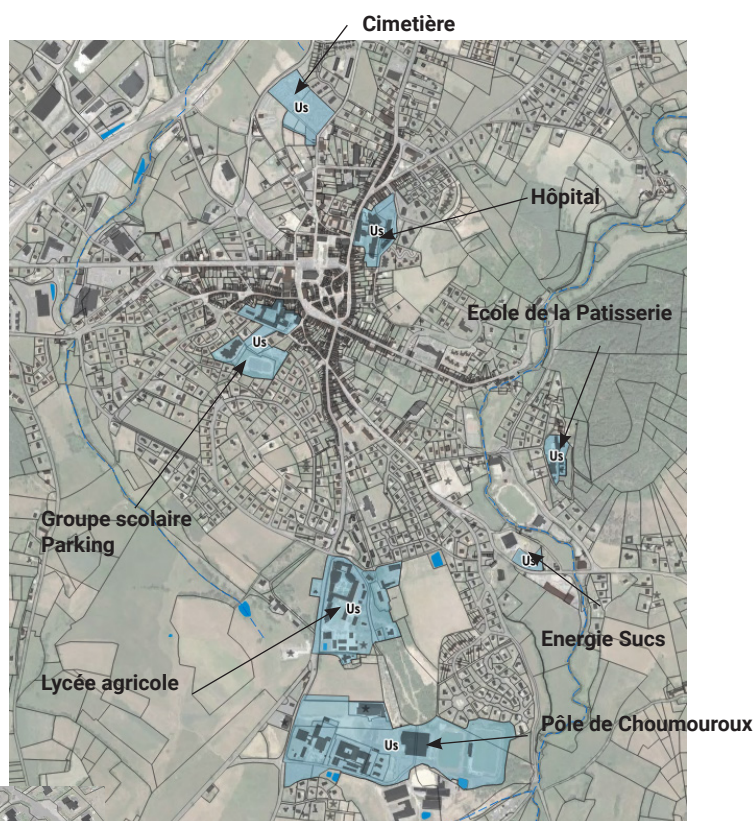 Cimetière
Us
Hôpital
Us
Ecole de la Patisserie
Us
Us
Groupe scolaire
Parking
Us
Us
Energie Sucs
Lycée agricole
Pôle de Choumouroux
Us